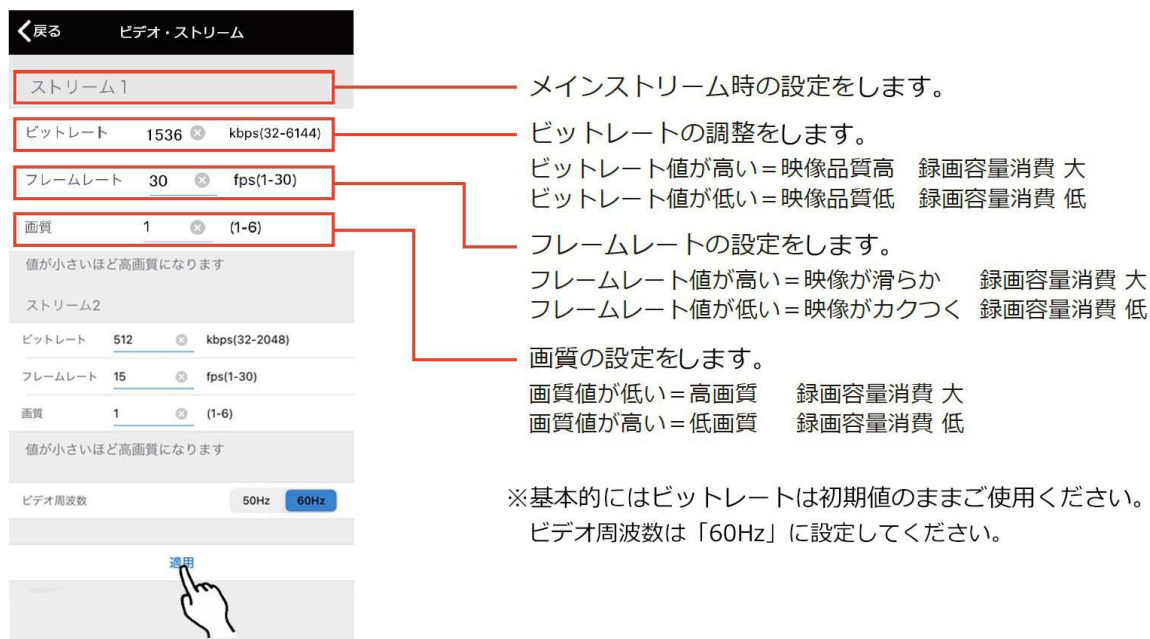 戻る ビデオ・ストリーム
ストリーム1
ビットレート 1536 kbps(32-6144)
フレームレート 30 fps(1-30)
画質 1 (1-6)
値が小さいほど高画質になります
ストリーム2
ビットレート 512 kbps(32-2048)
フレームレート 15 fps(1-30)
画質 1 (1-6)
値が小さいほど高画質になります
ビデオ周波数 50Hz 60Hz
適用
メインストリーム時の設定をします。
ビットレートの調整をします。
ビットレート値が高い＝映像品質高 録画容量消費 大
ビットレート値が低い＝映像品質低 録画容量消費 低
フレームレートの設定をします。
フレームレート値が高い＝映像が滑らか 録画容量消費 大
フレームレート値が低い＝映像がカクつく 録画容量消費 低
画質の設定をします。
画質値が低い＝高画質 録画容量消費 大
画質値が高い＝低画質 録画容量消費 低
※基本的にはビットレートは初期値のままご使用ください。
ビデオ周波数は「60Hz」に設定してください。